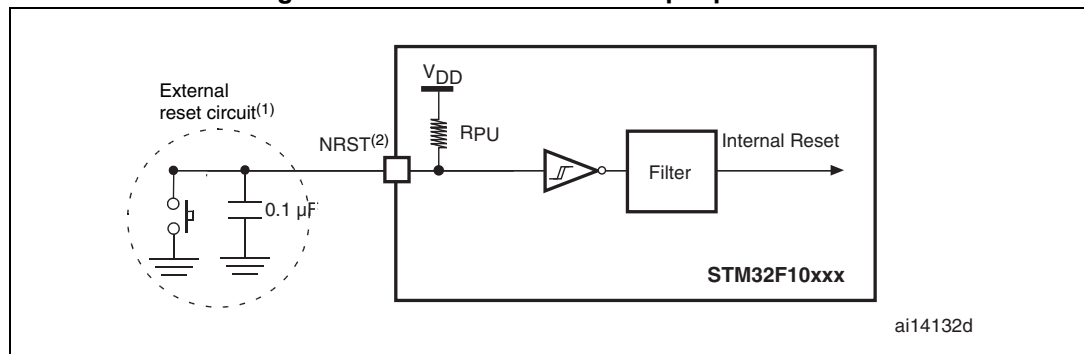 External
reset circuit(1)
VDD
NRST(2)
RPU
Internal Reset
Filter
0.1 µF
STM32F10xxx
ai14132d